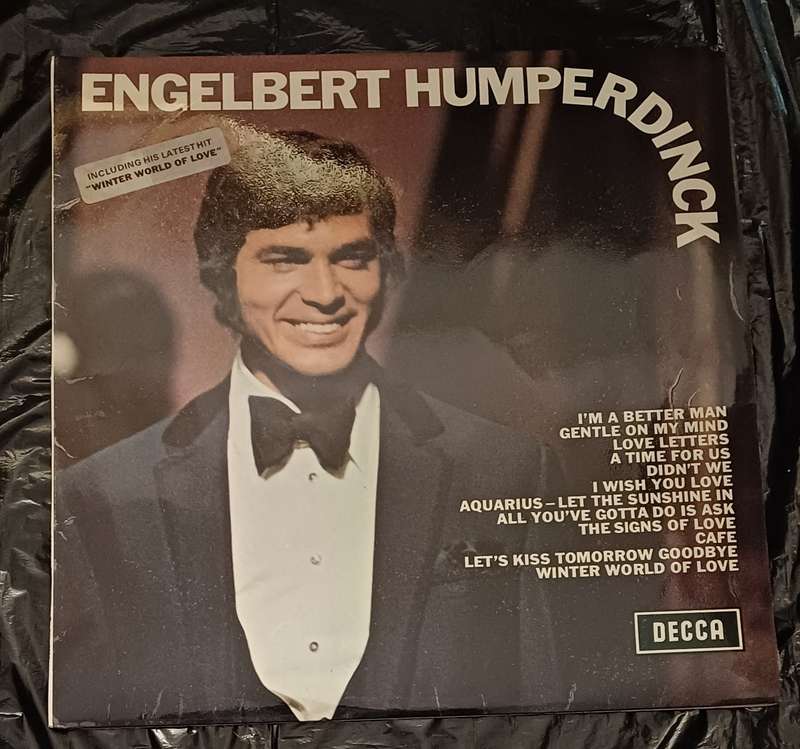 ENGELBERT HUMPERDINCK
INCLUDING HIS LATEST HIT
"WINTER WORLD OF LOVE"
I'M A BETTER MAN
GENTLE ON MY MIND
LOVE LETTERS
A TIME FOR US
DIDN'T WE
I WISH YOU LOVE
AQUARIUS – LET THE SUNSHINE IN
ALL YOU'VE GOTTA DO IS ASK
THE SIGNS OF LOVE
CAFE
LET'S KISS TOMORROW GOODBYE
WINTER WORLD OF LOVE
DECCA